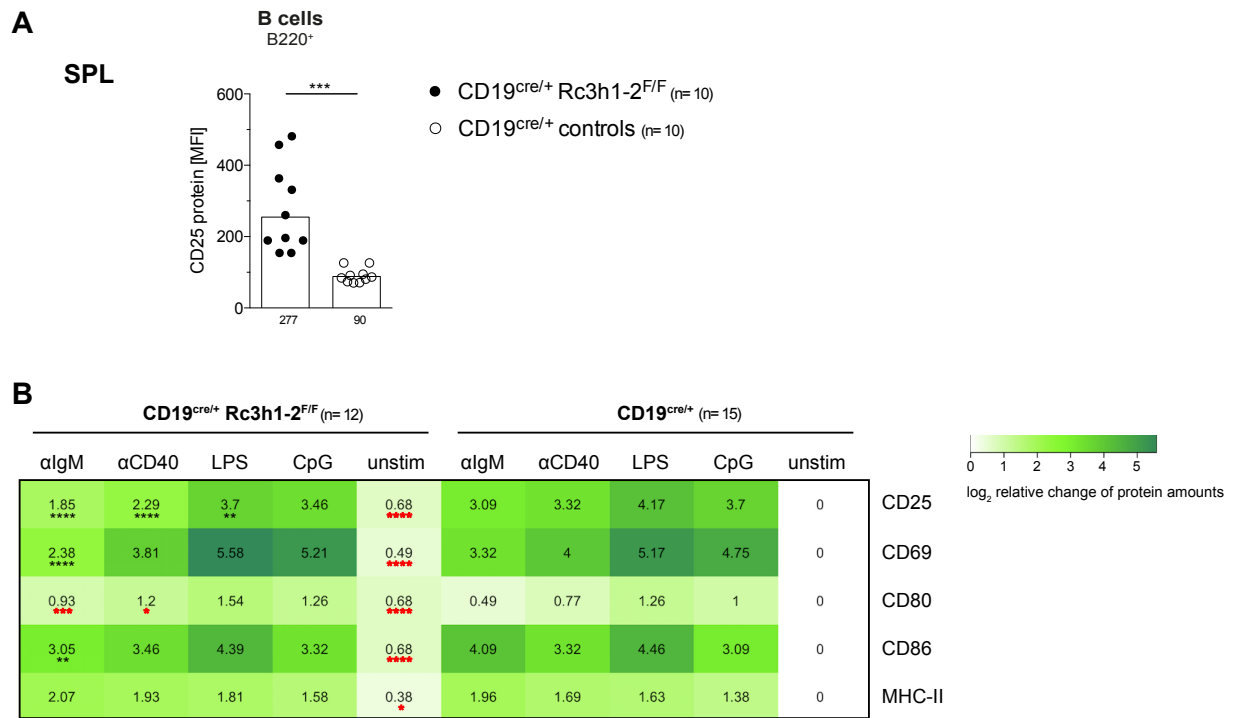 A
B cells
B220⁺
SPL
***
600
400
200
0
CD25 protein [MFI]
277 90
● CD19cre/+ Rc3h1-2F/F (n= 10)
○ CD19cre/+ controls (n= 10)
B
CD19cre/+ Rc3h1-2F/F (n= 12) CD19cre/+ (n= 15)
αIgM αCD40 LPS CpG unstim αIgM αCD40 LPS CpG unstim
1.85 2.29 3.7 3.46 0.68 3.09 3.32 4.17 3.7 0 CD25
**** **** ** ****
2.38 3.81 5.58 5.21 0.49 3.32 4 5.17 4.75 0 CD69
**** ****
0.93 1.2 1.54 1.26 0.68 0.49 0.77 1.26 1 0 CD80
*** * ****
3.05 3.46 4.39 3.32 0.68 4.09 3.32 4.46 3.09 0 CD86
** ****
2.07 1.93 1.81 1.58 0.38 1.96 1.69 1.63 1.38 0 MHC-II
*
0 1 2 3 4 5
log₂ relative change of protein amounts